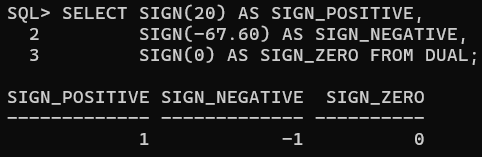 SQL> SELECT SIGN(20) AS SIGN_POSITIVE,
  2         SIGN(-67.60) AS SIGN_NEGATIVE,
  3         SIGN(0) AS SIGN_ZERO FROM DUAL;

SIGN_POSITIVE SIGN_NEGATIVE  SIGN_ZERO
------------- ------------- ----------
            1            -1          0